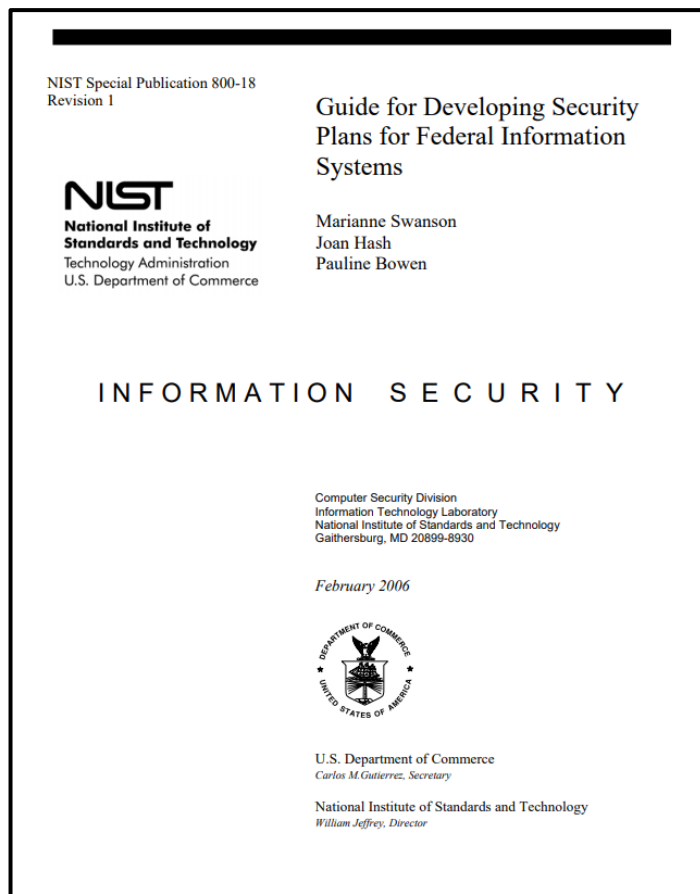 NIST Special Publication 800-18
Revision 1
Guide for Developing Security
Plans for Federal Information
Systems
Marianne Swanson
Joan Hash
Pauline Bowen
NIST
National Institute of
Standards and Technology
Technology Administration
U.S. Department of Commerce
INFORMATION SECURITY
Computer Security Division
Information Technology Laboratory
National Institute of Standards and Technology
Gaithersburg, MD 20899-8930
February 2006
DEPARTMENT OF COMMERCE
UNITED STATES OF AMERICA
U.S. Department of Commerce
Carlos M.Gutierrez, Secretary
National Institute of Standards and Technology
William Jeffrey, Director